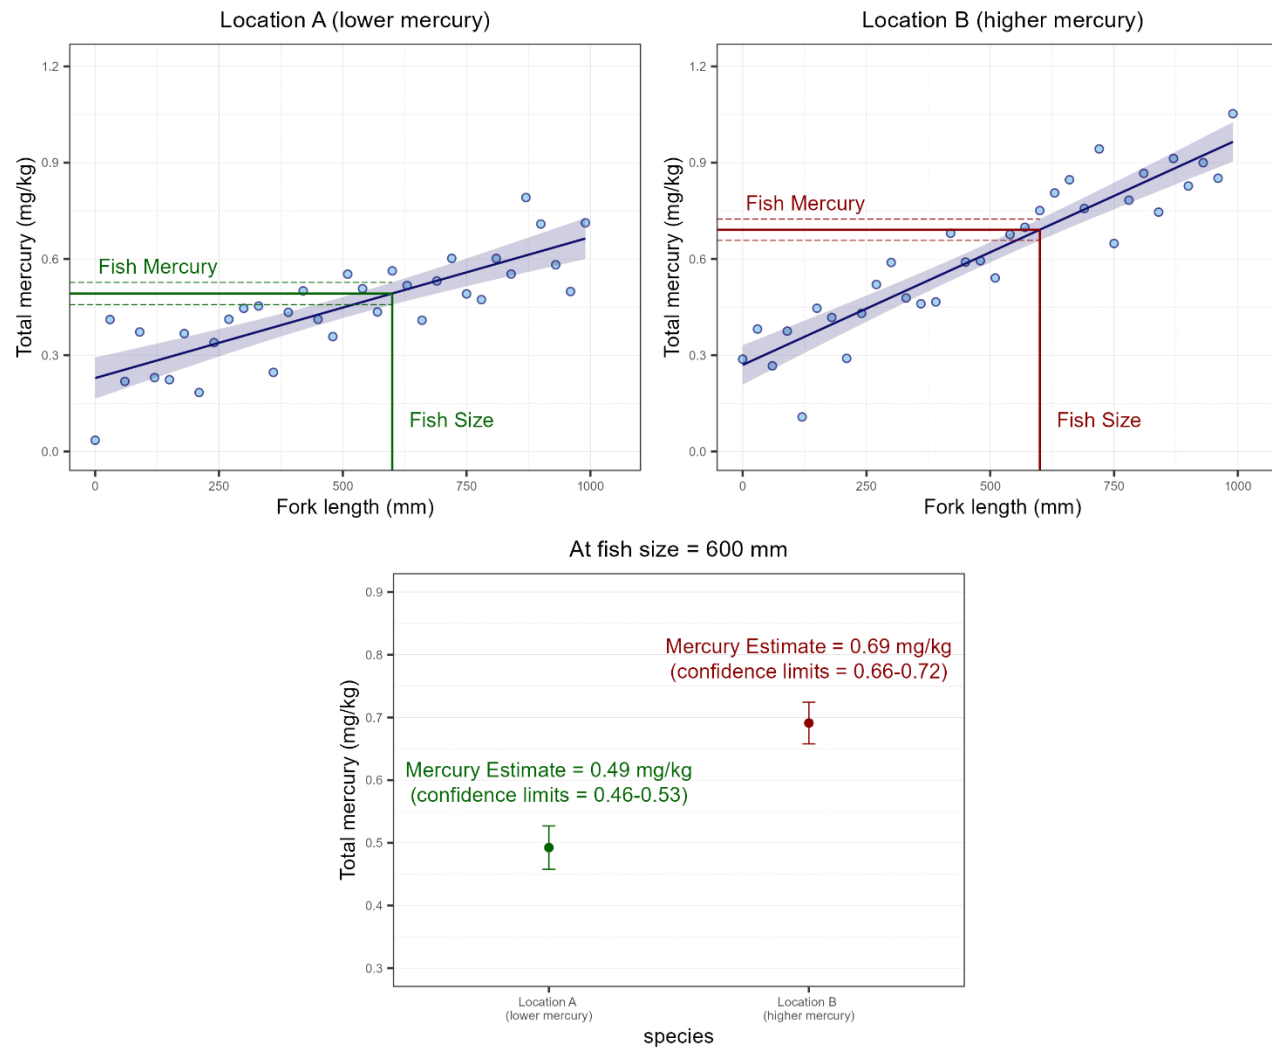 Location A (lower mercury)
Total mercury (mg/kg)
1.2
0.9
0.6
0.3
0.0
Fish Mercury
Fish Size
0
250
500
750
1000
Fork length (mm)
Location B (higher mercury)
Total mercury (mg/kg)
1.2
0.9
0.6
0.3
0.0
Fish Mercury
Fish Size
0
250
500
750
1000
Fork length (mm)
At fish size = 600 mm
Total mercury (mg/kg)
0.9
0.8
0.7
0.6
0.5
0.4
0.3
Mercury Estimate = 0.69 mg/kg
(confidence limits = 0.66-0.72)
Mercury Estimate = 0.49 mg/kg
(confidence limits = 0.46-0.53)
Location A
(lower mercury)
Location B
(higher mercury)
species